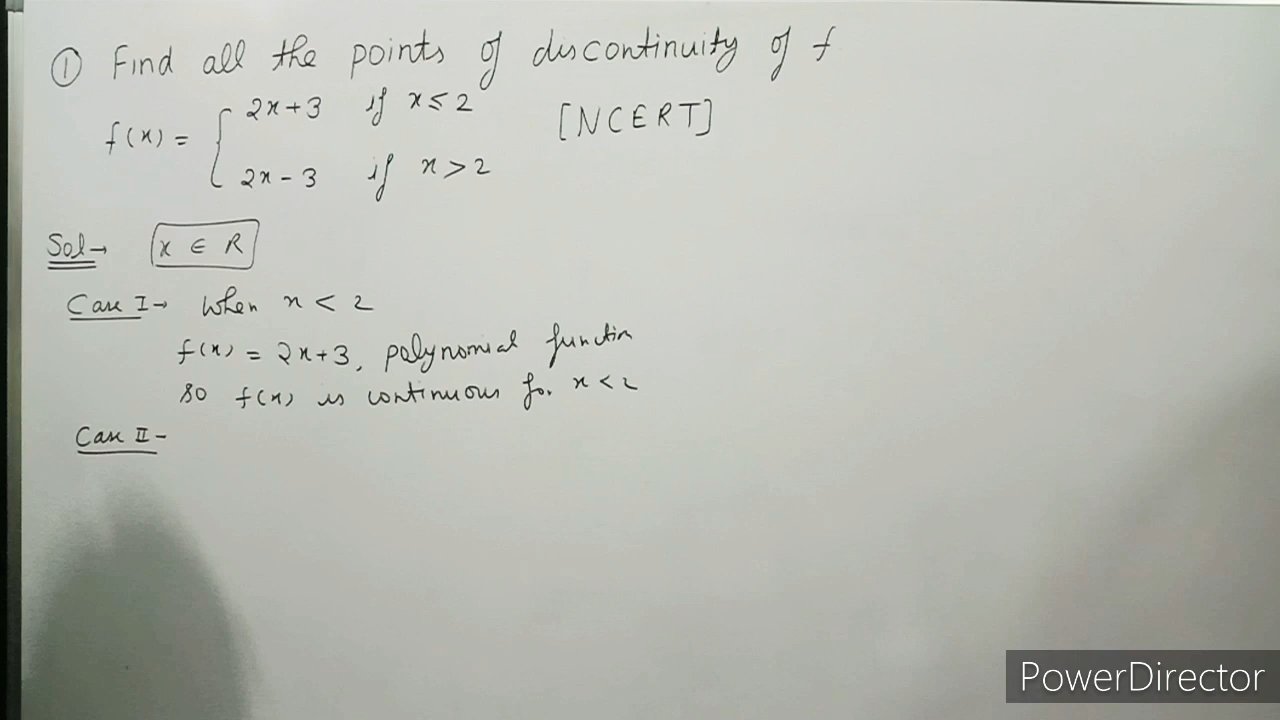 ① Find all the points of discontinuity of f
f(x) = { 2x+3 if x ≤ 2
2x-3 if x > 2
[NCERT]
Sol→ x ∈ R
Case I→ When x < 2
f(x) = 2x+3, polynomial function
so f(x) is continuous for x < 2
Case II-
PowerDirector